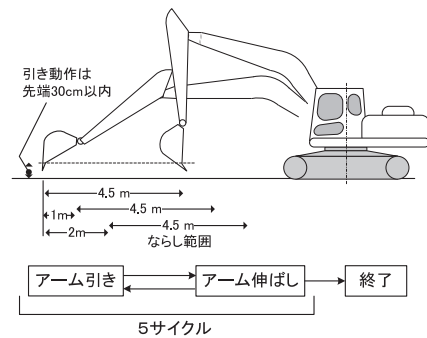 引き動作は
先端30cm以内
4.5 m
1m
4.5 m
2m
4.5 m
ならし範囲
アーム引き
アーム伸ばし
終了
5サイクル